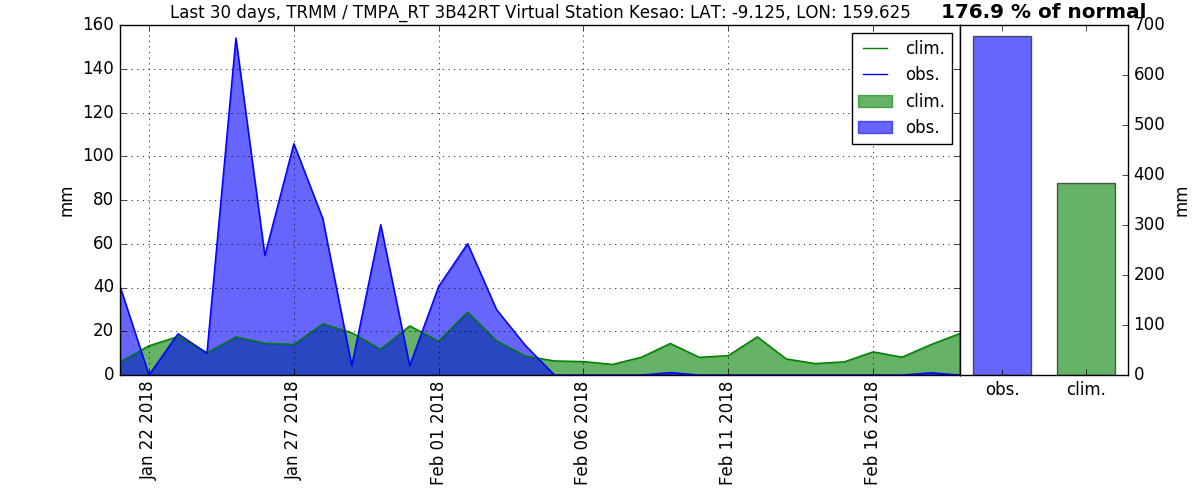 Last 30 days, TRMM / TMPA_RT 3B42RT Virtual Station Kesao: LAT: -9.125, LON: 159.625
176.9 % of normal
160
140
120
100
80
60
40
20
0
mm
clim.
obs.
clim.
obs.
Jan 22 2018
Jan 27 2018
Feb 01 2018
Feb 06 2018
Feb 11 2018
Feb 16 2018
700
600
500
400
300
200
100
0
mm
obs.
clim.